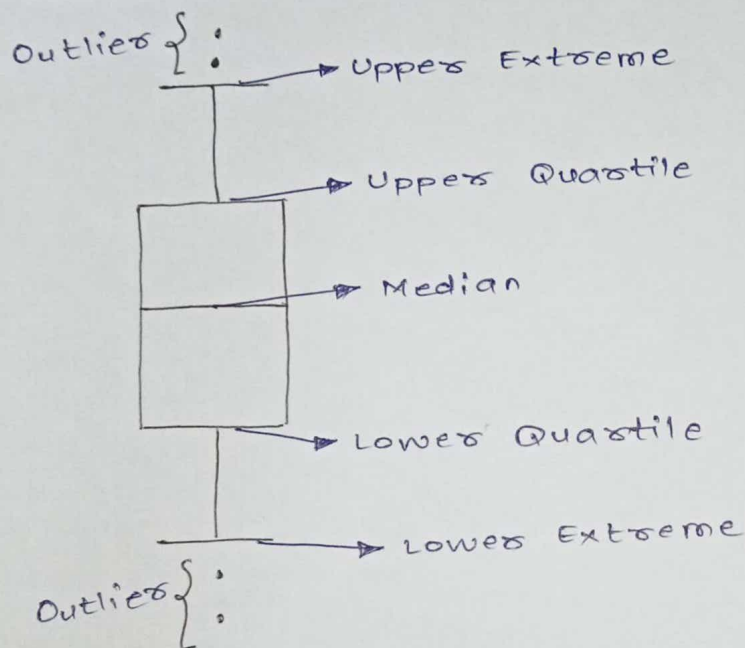 Outlier
Upper Extreme
Upper Quartile
Median
Lower Quartile
Lower Extreme
Outlier